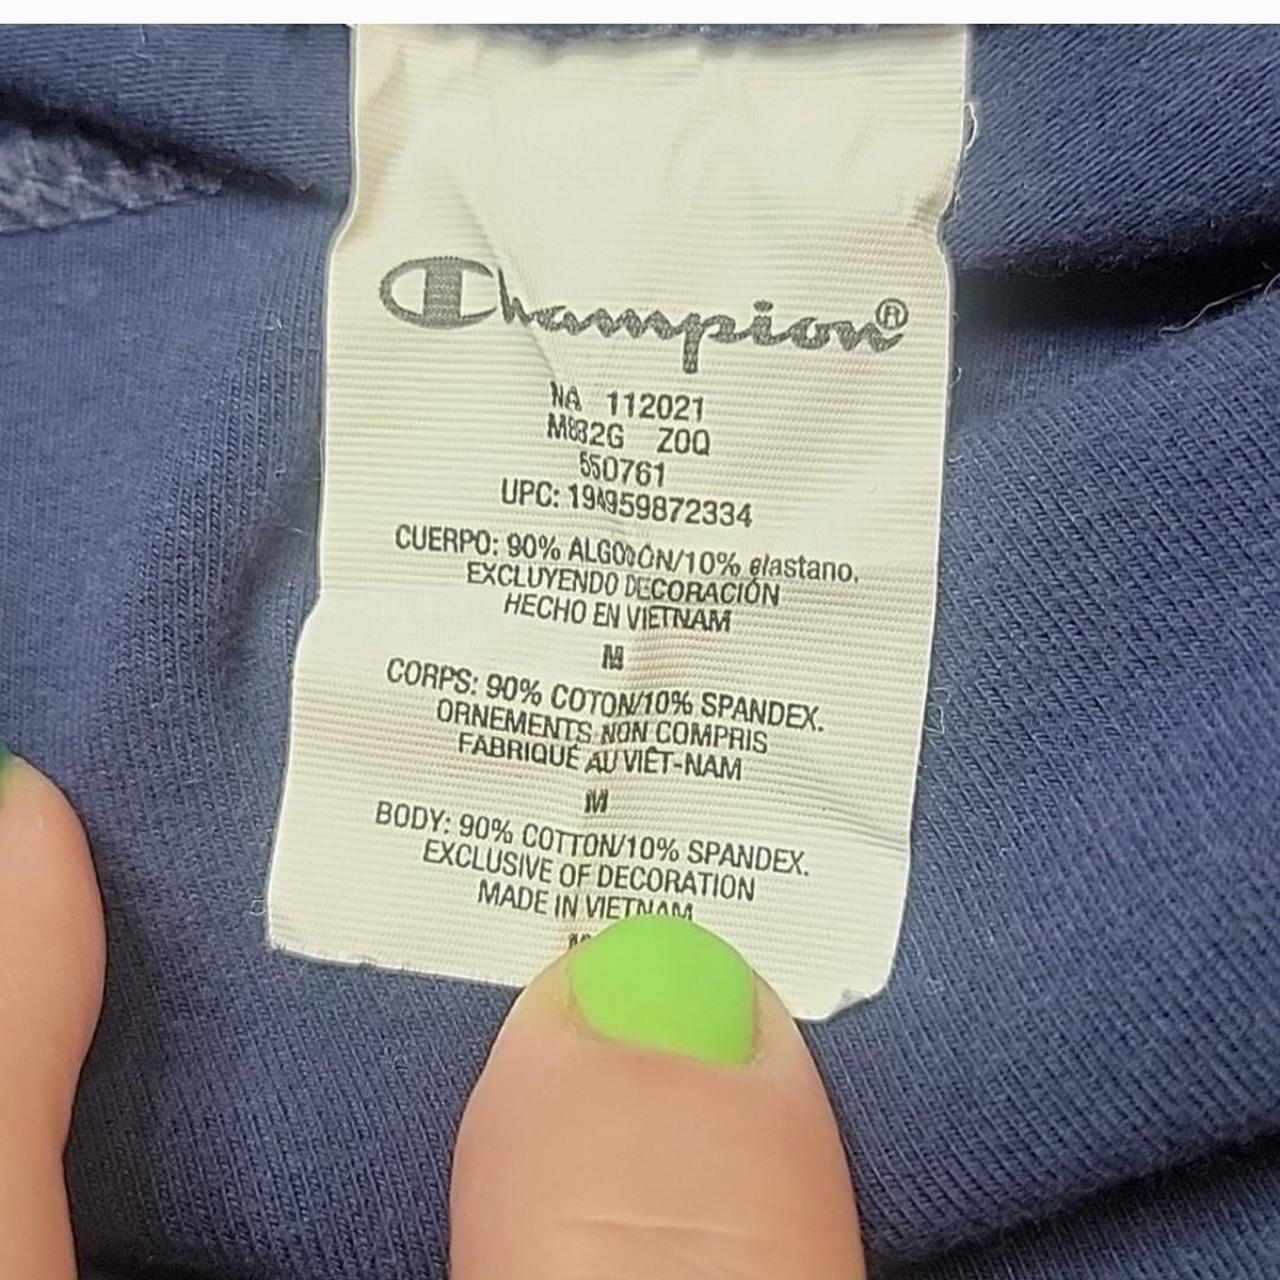 Champion®
NA 112021
M882G Z0Q
550761
UPC: 194959872334
CUERPO: 90% ALGODÓN/10% elastano.
EXCLUYENDO DECORACIÓN
HECHO EN VIETNAM
M
CORPS: 90% COTON/10% SPANDEX.
ORNEMENTS NON COMPRIS
FABRIQUÉ AU VIÊT-NAM
M
BODY: 90% COTTON/10% SPANDEX.
EXCLUSIVE OF DECORATION
MADE IN VIETNAM